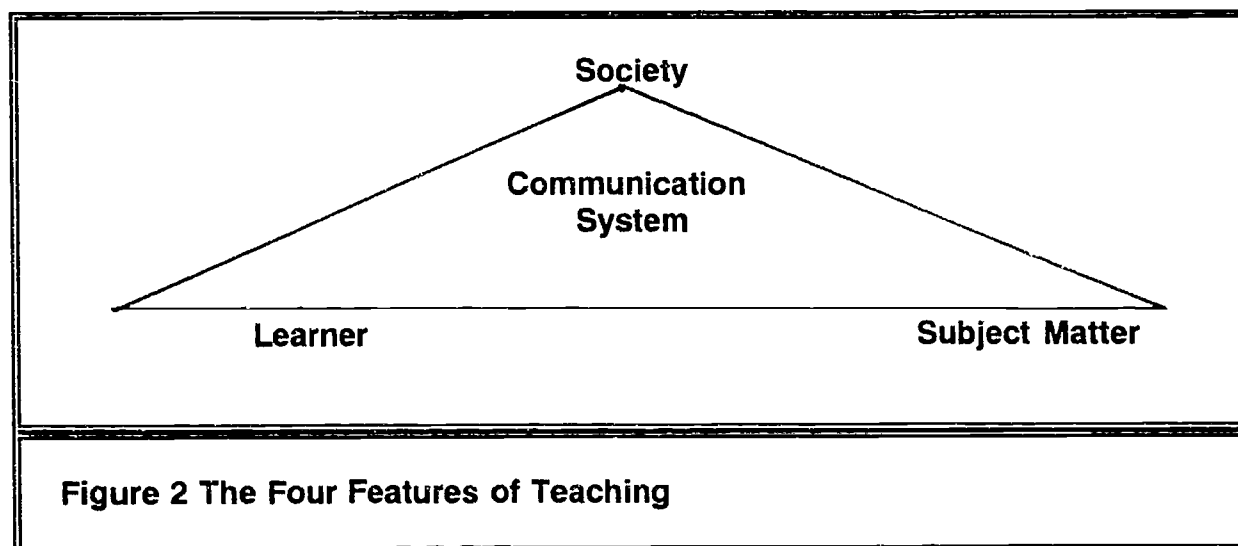 Society
Communication
System
Learner Subject Matter
Figure 2 The Four Features of Teaching